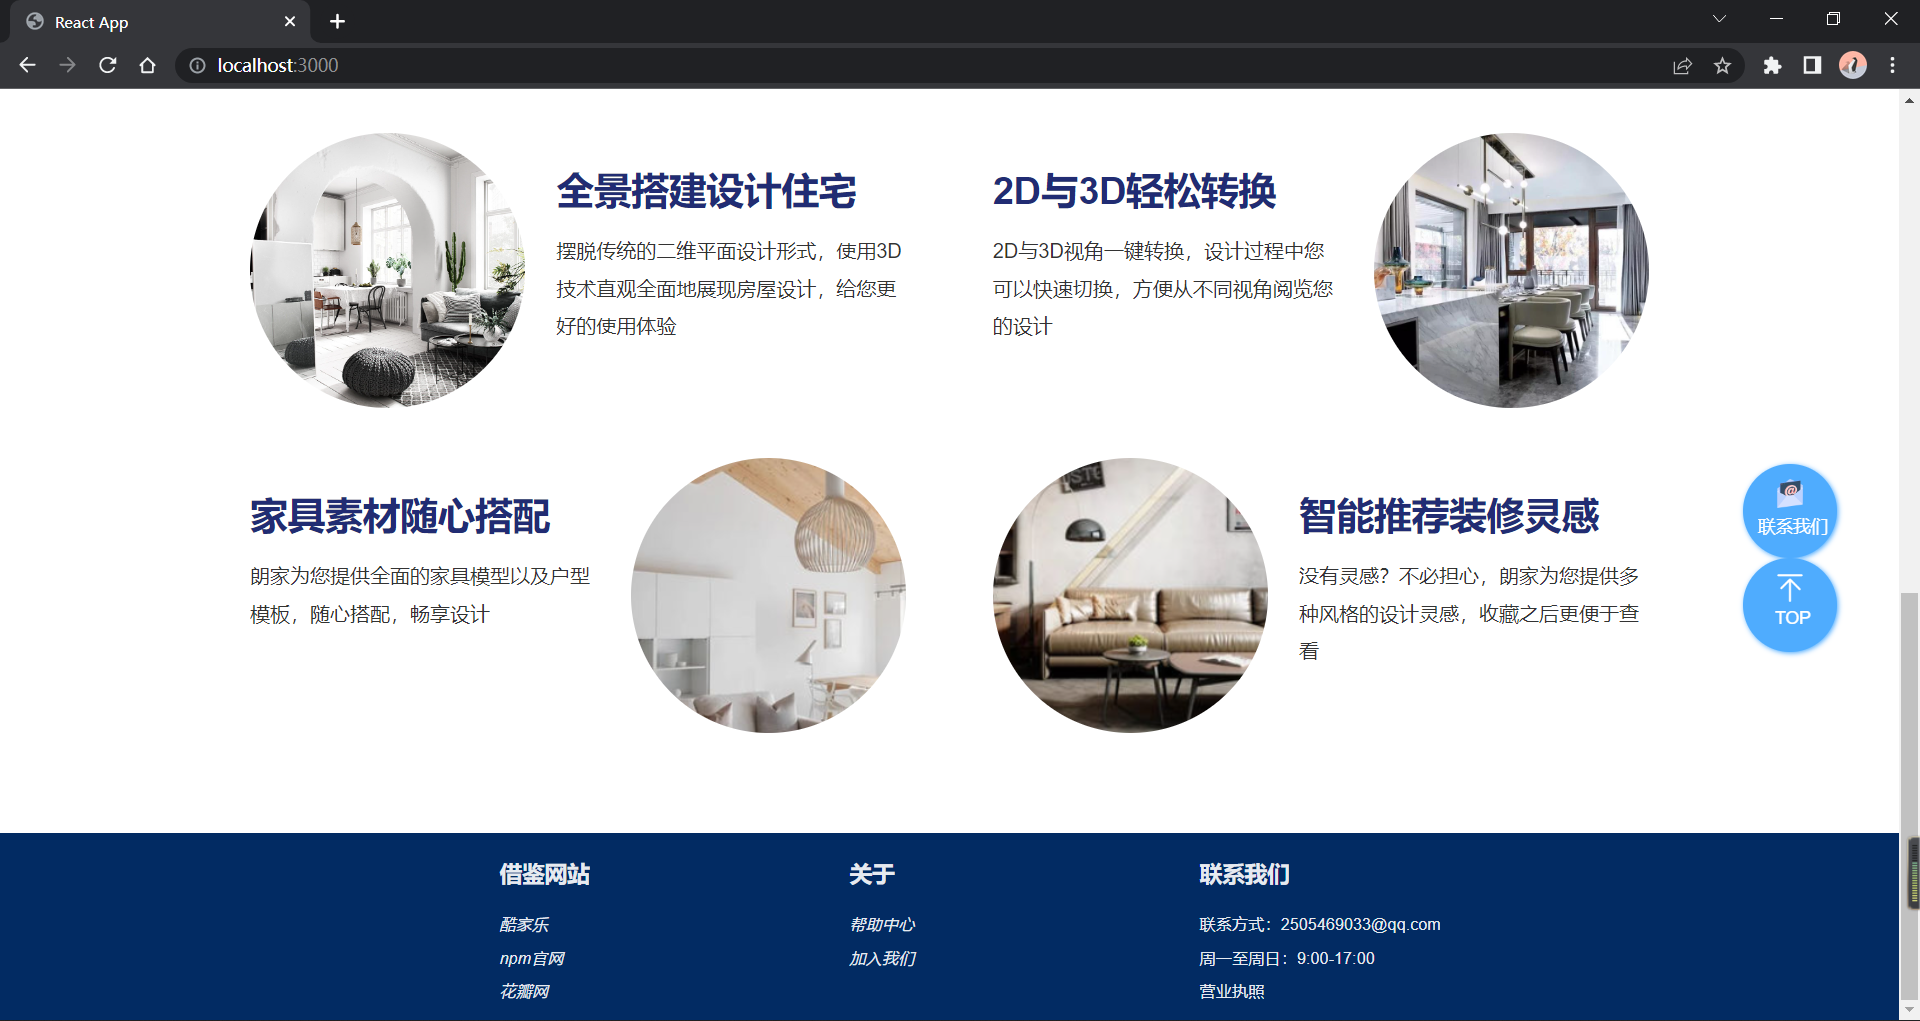 React App
localhost:3000
全景搭建设计住宅
摆脱传统的二维平面设计形式，使用3D
技术直观全面地展现房屋设计，给您更
好的使用体验
2D与3D轻松转换
2D与3D视角一键转换，设计过程中您
可以快速切换，方便从不同视角阅览您
的设计
家具素材随心搭配
朗家为您提供全面的家具模型以及户型
模板，随心搭配，畅享设计
智能推荐装修灵感
没有灵感？不必担心，朗家为您提供多
种风格的设计灵感，收藏之后更便于查
看
联系我们
TOP
借鉴网站
酷家乐
npm官网
花瓣网
关于
帮助中心
加入我们
联系我们
联系方式：2505469033@qq.com
周一至周日：9:00-17:00
营业执照